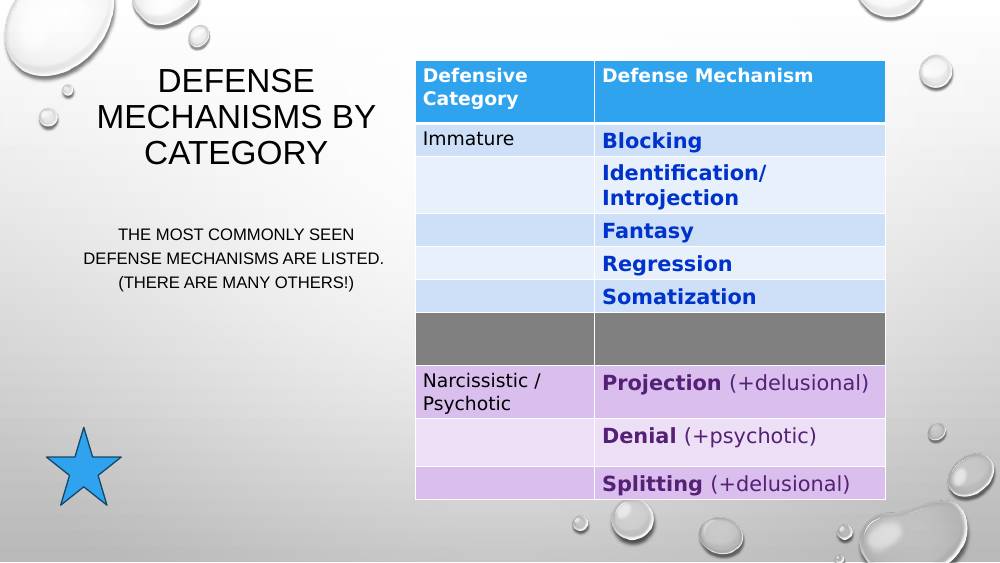 DEFENSE
MECHANISMS BY
CATEGORY
THE MOST COMMONLY SEEN
DEFENSE MECHANISMS ARE LISTED.
(THERE ARE MANY OTHERS!)
Defensive
Category
Defense Mechanism
Immature
Blocking
Identification/
Introjection
Fantasy
Regression
Somatization
Narcissistic /
Psychotic
Projection (+delusional)
Denial (+psychotic)
Splitting (+delusional)